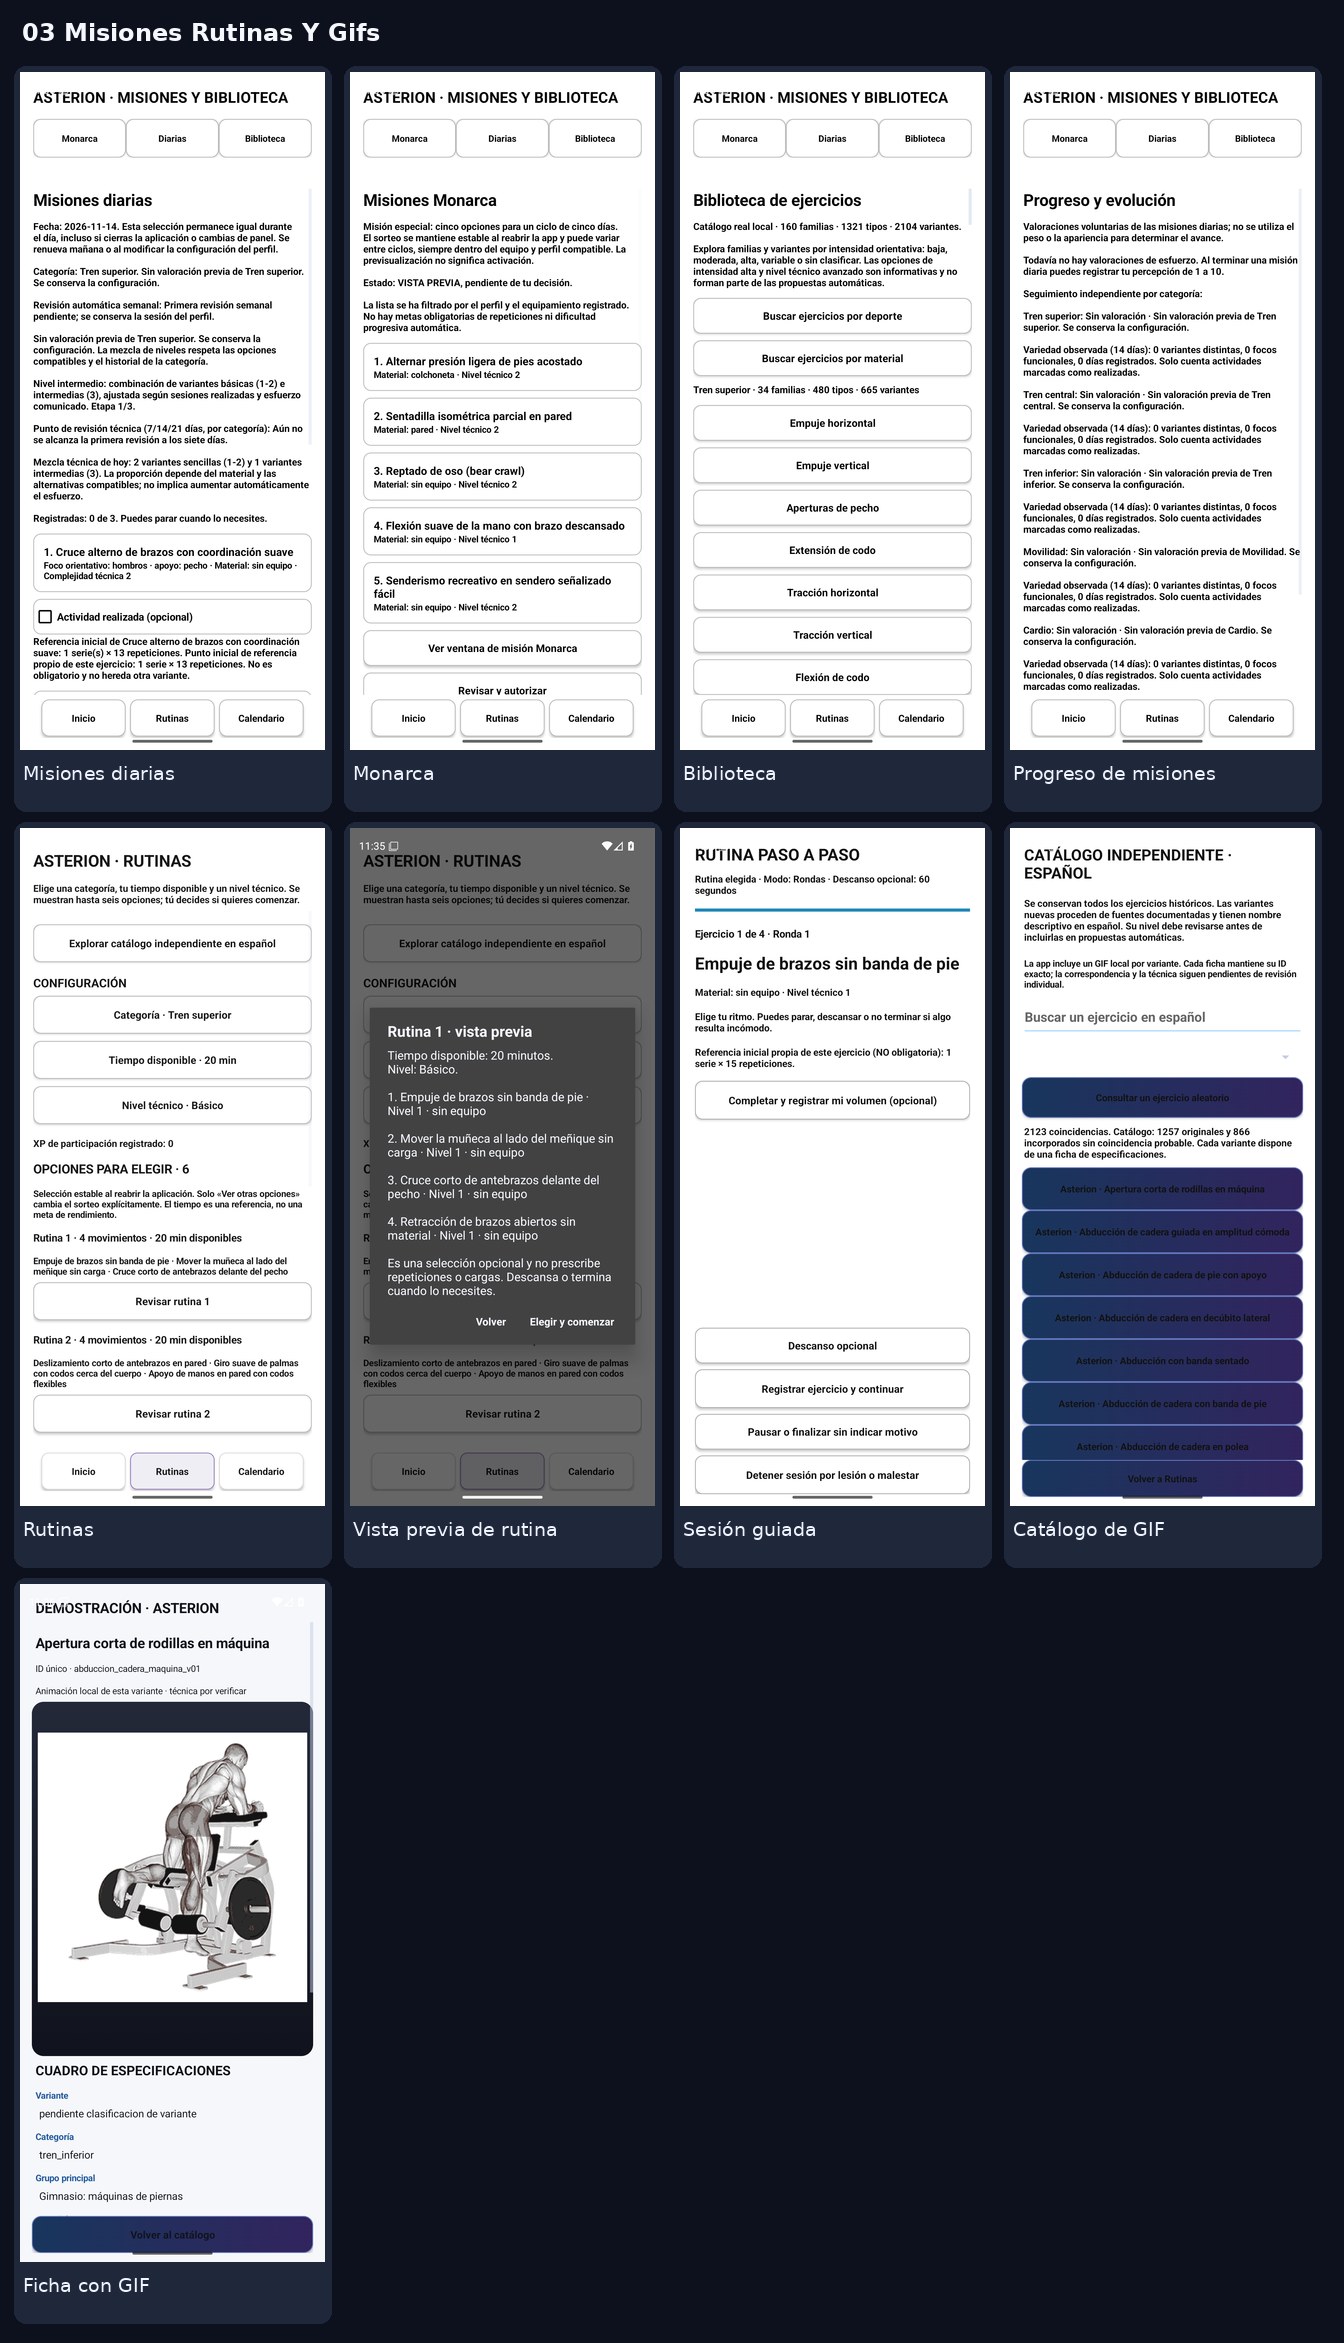 03 Misiones Rutinas Y Gifs
ASTERION · MISIONES Y BIBLIOTECA
Monarca
Diarias
Biblioteca
Misiones diarias
Fecha: 2026-11-14. Esta selección permanece igual durante
el día, incluso si cierras la aplicación o cambias de panel. Se
renueva mañana o al modificar la configuración del perfil.
Categoría: Tren superior. Sin valoración previa de Tren superior.
Se conserva la configuración.
Revisión automática semanal: Primera revisión semanal
pendiente; se conserva la sesión del perfil.
Sin valoración previa de Tren superior. Se conserva la
configuración. La mezcla de niveles respeta las opciones
compatibles y el historial de la categoría.
Nivel intermedio: combinación de variantes básicas (1-2) e
intermedias (3), ajustada según sesiones realizadas y esfuerzo
comunicado. Etapa 1/3.
Punto de revisión técnica (7/14/21 días, por categoría): Aún no
se alcanza la primera revisión a los siete días.
Mezcla técnica de hoy: 2 variantes sencillas (1-2) y 1 variantes
intermedias (3). La proporción depende del material y las
alternativas compatibles; no implica aumentar automáticamente
el esfuerzo.
Registradas: 0 de 3. Puedes parar cuando lo necesites.
1. Cruce alterno de brazos con coordinación suave
Foco orientativo: hombros · apoyo: pecho · Material: sin equipo ·
Complejidad técnica 2
Actividad realizada (opcional)
Referencia inicial de Cruce alterno de brazos con coordinación
suave: 1 serie(s) × 13 repeticiones. Punto inicial de referencia
propio de este ejercicio: 1 serie × 13 repeticiones. No es
obligatorio y no hereda otra variante.
Inicio
Rutinas
Calendario
Misiones diarias
ASTERION · MISIONES Y BIBLIOTECA
Monarca
Diarias
Biblioteca
Misiones Monarca
Misión especial: cinco opciones para un ciclo de cinco días.
El sorteo se mantiene estable al reabrir la app y puede variar
entre ciclos, siempre dentro del equipo y perfil compatible. La
previsualización no significa activación.
Estado: VISTA PREVIA, pendiente de tu decisión.
La lista se ha filtrado por el perfil y el equipamiento registrado.
No hay metas obligatorias de repeticiones ni dificultad
progresiva automática.
1. Alternar presión ligera de pies acostado
Material: colchoneta · Nivel técnico 2
2. Sentadilla isométrica parcial en pared
Material: pared · Nivel técnico 2
3. Reptado de oso (bear crawl)
Material: sin equipo · Nivel técnico 2
4. Flexión suave de la mano con brazo descansado
Material: sin equipo · Nivel técnico 1
5. Senderismo recreativo en sendero señalizado
fácil
Material: sin equipo · Nivel técnico 2
Ver ventana de misión Monarca
Revisar y autorizar
Inicio
Rutinas
Calendario
Monarca
ASTERION · MISIONES Y BIBLIOTECA
Monarca
Diarias
Biblioteca
Biblioteca de ejercicios
Catálogo real local · 160 familias · 1321 tipos · 2104 variantes.
Explora familias y variantes por intensidad orientativa: baja,
moderada, alta, variable o sin clasificar. Las opciones de
intensidad alta y nivel técnico avanzado son informativas y no
forman parte de las propuestas automáticas.
Buscar ejercicios por deporte
Buscar ejercicios por material
Tren superior · 34 familias · 480 tipos · 665 variantes
Empuje horizontal
Empuje vertical
Aperturas de pecho
Extensión de codo
Tracción horizontal
Tracción vertical
Flexión de codo
Inicio
Rutinas
Calendario
Biblioteca
ASTERION · MISIONES Y BIBLIOTECA
Monarca
Diarias
Biblioteca
Progreso y evolución
Valoraciones voluntarias de las misiones diarias; no se utiliza el
peso o la apariencia para determinar el avance.
Todavía no hay valoraciones de esfuerzo. Al terminar una misión
diaria puedes registrar tu percepción de 1 a 10.
Seguimiento independiente por categoría:
Tren superior: Sin valoración · Sin valoración previa de Tren
superior. Se conserva la configuración.
Variedad observada (14 días): 0 variantes distintas, 0 focos
funcionales, 0 días registrados. Solo cuenta actividades
marcadas como realizadas.
Tren central: Sin valoración · Sin valoración previa de Tren
central. Se conserva la configuración.
Variedad observada (14 días): 0 variantes distintas, 0 focos
funcionales, 0 días registrados. Solo cuenta actividades
marcadas como realizadas.
Tren inferior: Sin valoración · Sin valoración previa de Tren
inferior. Se conserva la configuración.
Variedad observada (14 días): 0 variantes distintas, 0 focos
funcionales, 0 días registrados. Solo cuenta actividades
marcadas como realizadas.
Movilidad: Sin valoración · Sin valoración previa de Movilidad. Se
conserva la configuración.
Variedad observada (14 días): 0 variantes distintas, 0 focos
funcionales, 0 días registrados. Solo cuenta actividades
marcadas como realizadas.
Cardio: Sin valoración · Sin valoración previa de Cardio. Se
conserva la configuración.
Variedad observada (14 días): 0 variantes distintas, 0 focos
funcionales, 0 días registrados. Solo cuenta actividades
marcadas como realizadas.
Inicio
Rutinas
Calendario
Progreso de misiones
ASTERION · RUTINAS
Elige una categoría, tu tiempo disponible y un nivel técnico. Se
muestran hasta seis opciones; tú decides si quieres comenzar.
Explorar catálogo independiente en español
CONFIGURACIÓN
Categoría · Tren superior
Tiempo disponible · 20 min
Nivel técnico · Básico
XP de participación registrado: 0
OPCIONES PARA ELEGIR · 6
Selección estable al reabrir la aplicación. Solo «Ver otras opciones»
cambia el sorteo explícitamente. El tiempo es una referencia, no una
meta de rendimiento.
Rutina 1 · 4 movimientos · 20 min disponibles
Empuje de brazos sin banda de pie · Mover la muñeca al lado del
meñique sin carga · Cruce corto de antebrazos delante del pecho
Revisar rutina 1
Rutina 2 · 4 movimientos · 20 min disponibles
Deslizamiento corto de antebrazos en pared · Giro suave de palmas
con codos cerca del cuerpo · Apoyo de manos en pared con codos
flexibles
Revisar rutina 2
Inicio
Rutinas
Calendario
Rutinas
11:35
ASTERION · RUTINAS
Elige una categoría, tu tiempo disponible y un nivel técnico. Se
muestran hasta seis opciones; tú decides si quieres comenzar.
Explorar catálogo independiente en español
CONFIGURACIÓN
Rutina 1 · vista previa
Tiempo disponible: 20 minutos.
Nivel: Básico.
1. Empuje de brazos sin banda de pie ·
Nivel 1 · sin equipo
2. Mover la muñeca al lado del meñique sin
carga · Nivel 1 · sin equipo
3. Cruce corto de antebrazos delante del
pecho · Nivel 1 · sin equipo
4. Retracción de brazos abiertos sin
material · Nivel 1 · sin equipo
Es una selección opcional y no prescribe
repeticiones o cargas. Descansa o termina
cuando lo necesites.
Volver
Elegir y comenzar
Deslizamiento corto de antebrazos en pared · Giro suave de palmas
con codos cerca del cuerpo · Apoyo de manos en pared con codos
flexibles
Revisar rutina 2
Inicio
Rutinas
Calendario
Vista previa de rutina
RUTINA PASO A PASO
Rutina elegida · Modo: Rondas · Descanso opcional: 60
segundos
Ejercicio 1 de 4 · Ronda 1
Empuje de brazos sin banda de pie
Material: sin equipo · Nivel técnico 1
Elige tu ritmo. Puedes parar, descansar o no terminar si algo
resulta incómodo.
Referencia inicial propia de este ejercicio (NO obligatoria): 1
serie × 15 repeticiones.
Completar y registrar mi volumen (opcional)
Descanso opcional
Registrar ejercicio y continuar
Pausar o finalizar sin indicar motivo
Detener sesión por lesión o malestar
Sesión guiada
CATÁLOGO INDEPENDIENTE ·
ESPAÑOL
Se conservan todos los ejercicios históricos. Las variantes
nuevas proceden de fuentes documentadas y tienen nombre
descriptivo en español. Su nivel debe revisarse antes de
incluirlas en propuestas automáticas.
La app incluye un GIF local por variante. Cada ficha mantiene su ID
exacto; la correspondencia y la técnica siguen pendientes de revisión
individual.
Buscar un ejercicio en español
Consultar un ejercicio aleatorio
2123 coincidencias. Catálogo: 1257 originales y 866
incorporados sin coincidencia probable. Cada variante dispone
de una ficha de especificaciones.
Asterion · Apertura corta de rodillas en máquina
Asterion · Abducción de cadera guiada en amplitud cómoda
Asterion · Abducción de cadera de pie con apoyo
Asterion · Abducción de cadera en decúbito lateral
Asterion · Abducción con banda sentado
Asterion · Abducción de cadera con banda de pie
Asterion · Abducción de cadera en polea
Volver a Rutinas
Catálogo de GIF
DEMOSTRACIÓN · ASTERION
Apertura corta de rodillas en máquina
ID único · abduccion_cadera_maquina_v01
Animación local de esta variante · técnica por verificar
CUADRO DE ESPECIFICACIONES
Variante
pendiente clasificacion de variante
Categoría
tren_inferior
Grupo principal
Gimnasio: máquinas de piernas
Volver al catálogo
Ficha con GIF